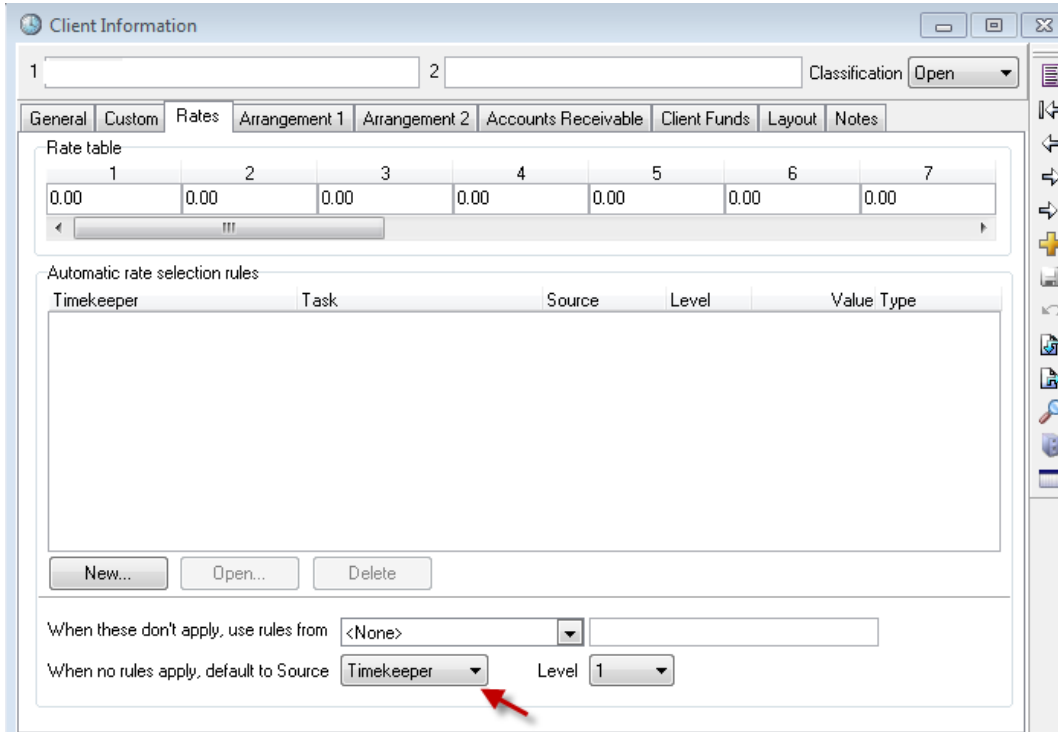 Client Information
1 2 Classification Open
General Custom Rates Arrangement 1 Arrangement 2 Accounts Receivable Client Funds Layout Notes
Rate table
1 2 3 4 5 6 7
0.00 0.00 0.00 0.00 0.00 0.00 0.00
Automatic rate selection rules
Timekeeper Task Source Level Value Type
New... Open... Delete
When these don't apply, use rules from <None>
When no rules apply, default to Source Timekeeper Level 1